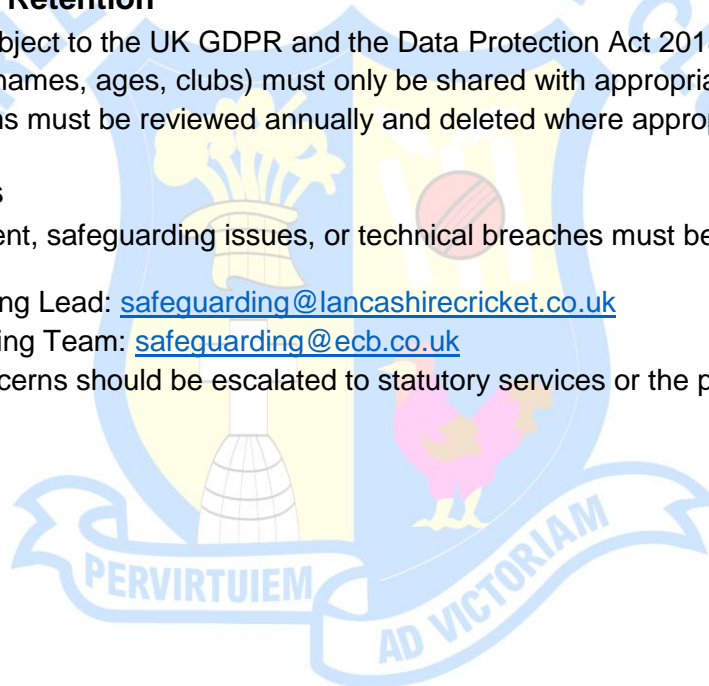 Retention
bject to the UK GDPR and the Data Protection Act 201
names, ages, clubs) must only be shared with appropria
ns must be reviewed annually and deleted where approp
s
ent, safeguarding issues, or technical breaches must be
ng Lead: safeguarding@lancashirecricket.co.uk
ing Team: safeguarding@ecb.co.uk
cerns should be escalated to statutory services or the p
PERVIRTUIEM
AD VICTORIAM